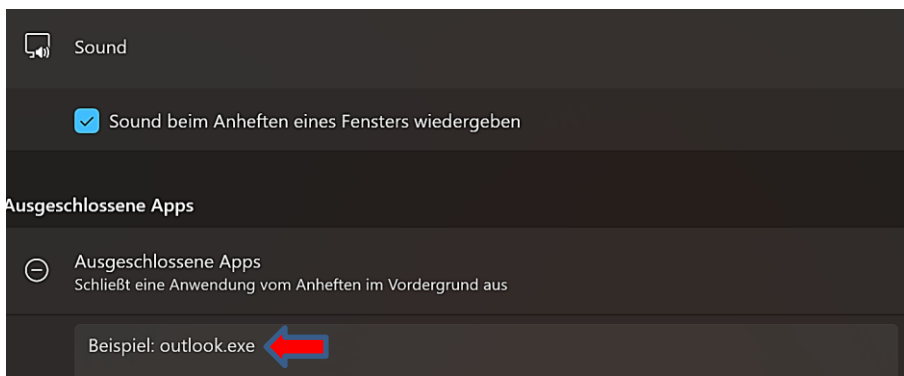 Sound
Sound beim Anheften eines Fensters wiedergeben
Ausgeschlossene Apps
Ausgeschlossene Apps
Schließt eine Anwendung vom Anheften im Vordergrund aus
Beispiel: outlook.exe